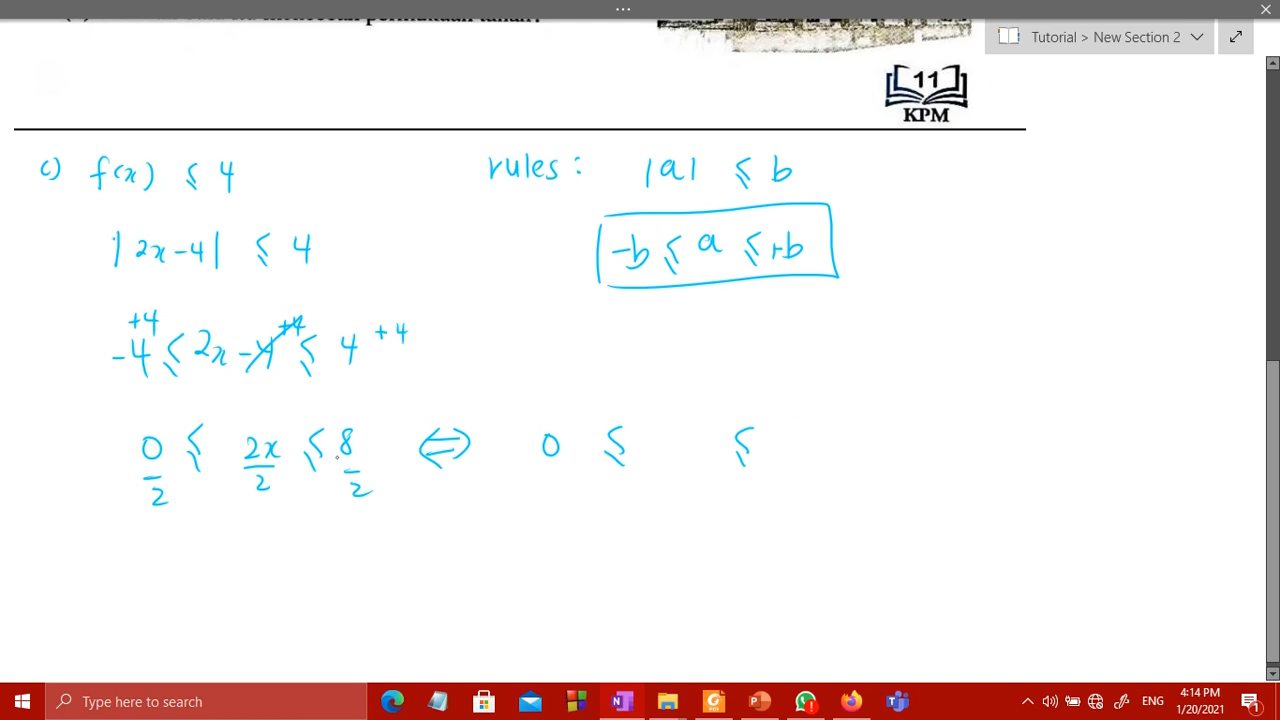 Tutorial > New Section 2
11
KPM
c) f(x) ≤ 4
rules: |a| ≤ b
|2x-4| ≤ 4
-b ≤ a ≤ +b
+4 +4 +4
-4 ≤ 2x - 4 ≤ 4
0/2 ≤ 2x/2 ≤ 8/2 ⇔ 0 ≤ ≤
Type here to search
ENG
4:14 PM
1/20/2021